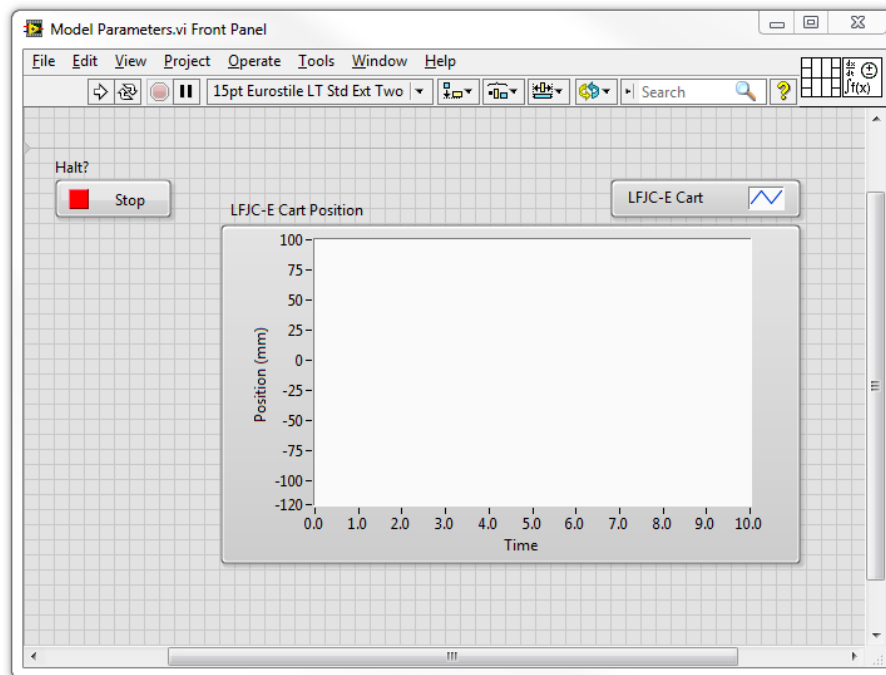 Model Parameters.vi Front Panel
File Edit View Project Operate Tools Window Help
15pt Eurostile LT Std Ext Two Search ?
dx
dt
∫f(x)
Halt?
Stop
LFJC-E Cart
LFJC-E Cart Position
100
75
50
25
0
-25
-50
-75
-100
-120
Position (mm)
0.0 1.0 2.0 3.0 4.0 5.0 6.0 7.0 8.0 9.0 10.0
Time